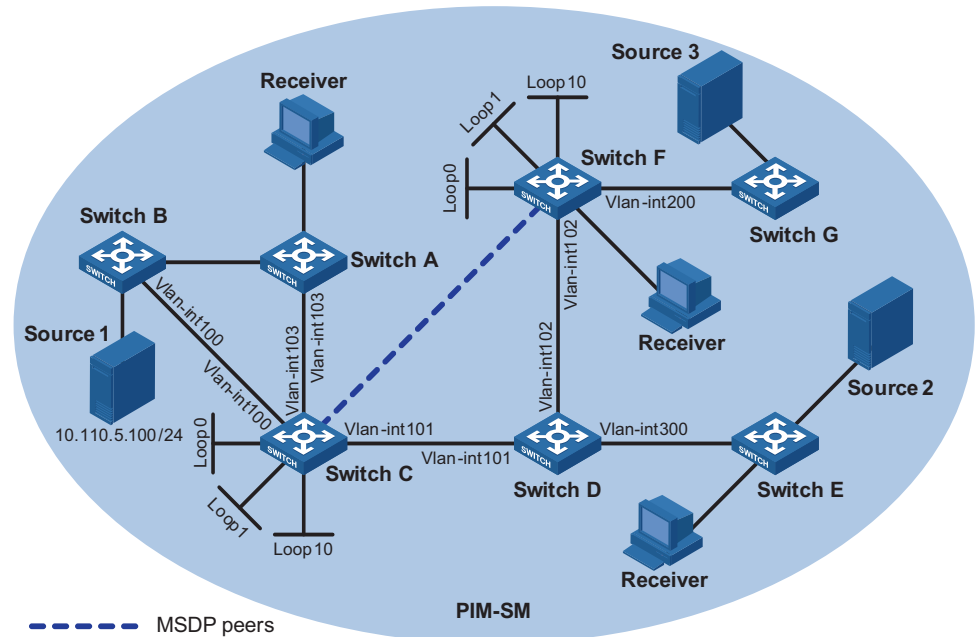 Source 3
Receiver
Loop10
Loop1
Switch F
Loop0
SWITCH
Vlan-int200
SWITCH
Switch G
Switch B
SWITCH
SWITCH
Switch A
Vlan-int102
Receiver
Source 1
10.110.5.100/24
Vlan-int100
Vlan-int100
Vlan-int103
Vlan-int103
Vlan-int102
Source 2
Loop0
SWITCH
Vlan-int101
Switch C
Vlan-int101
SWITCH
Switch D
Vlan-int300
SWITCH
Switch E
Loop1
Loop10
Receiver
PIM-SM
MSDP peers